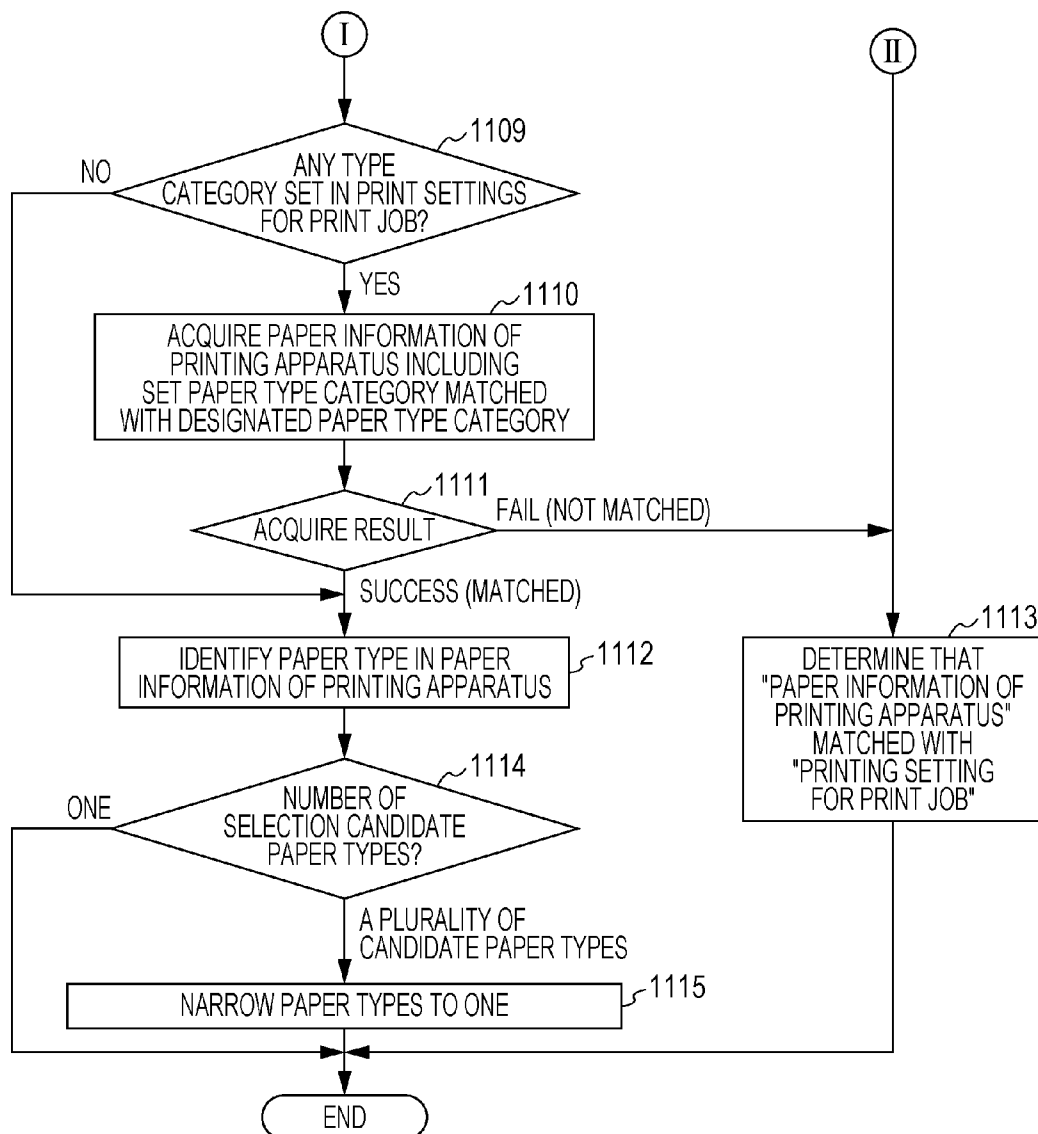 I
II
1109
NO
ANY TYPE
CATEGORY SET IN PRINT SETTINGS
FOR PRINT JOB?
YES
1110
ACQUIRE PAPER INFORMATION OF
PRINTING APPARATUS INCLUDING
SET PAPER TYPE CATEGORY MATCHED
WITH DESIGNATED PAPER TYPE CATEGORY
1111
FAIL (NOT MATCHED)
ACQUIRE RESULT
SUCCESS (MATCHED)
1112
IDENTIFY PAPER TYPE IN PAPER
INFORMATION OF PRINTING APPARATUS
1113
DETERMINE THAT
"PAPER INFORMATION OF
PRINTING APPARATUS"
MATCHED WITH
"PRINTING SETTING
FOR PRINT JOB"
1114
ONE
NUMBER OF
SELECTION CANDIDATE
PAPER TYPES?
A PLURALITY OF
CANDIDATE PAPER TYPES
1115
NARROW PAPER TYPES TO ONE
END